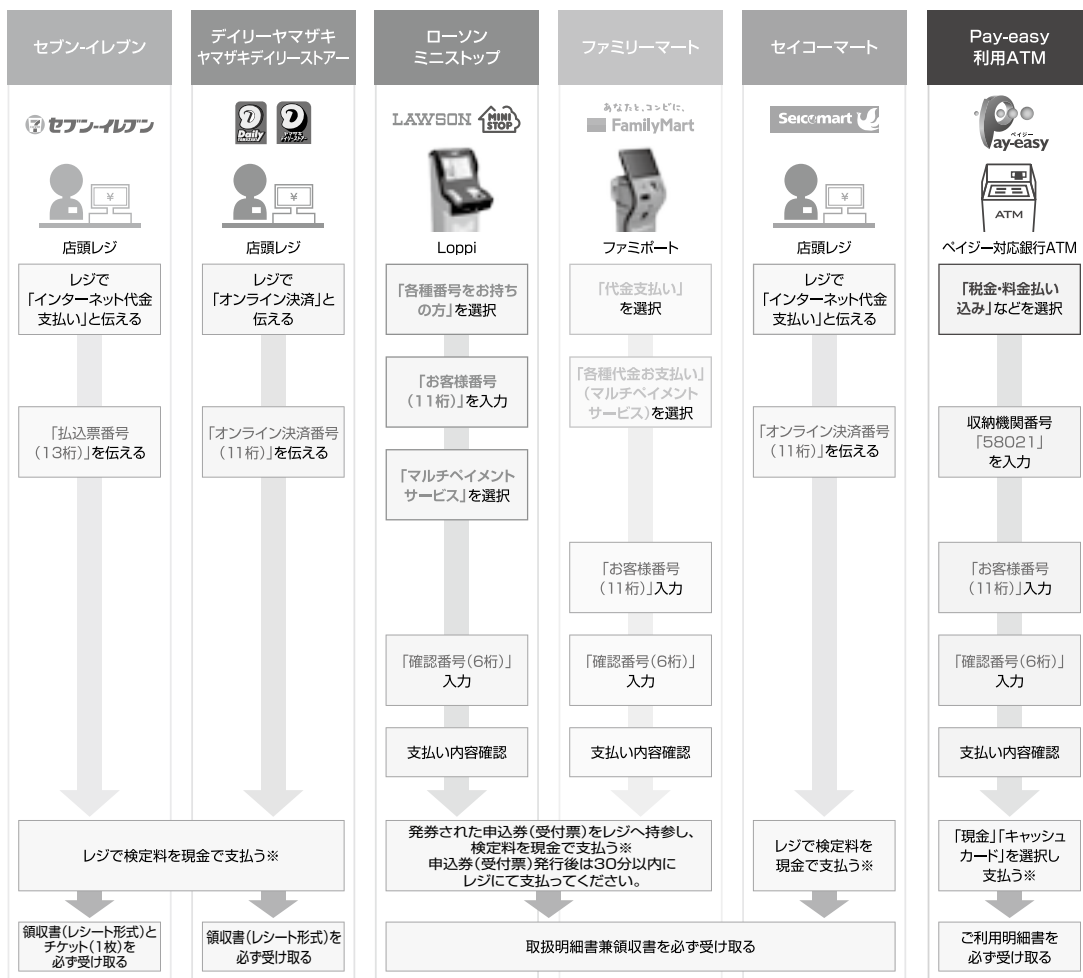 セブン-イレブン
デイリーヤマザキ
ヤマザキデイリーストアー
ローソン
ミニストップ
ファミリーマート
セイコーマート
Pay-easy
利用ATM
セブン-イレブン
Daily
YAMAZAKI
ヤマザキ
デイリーストアー
LAWSON
MINI
STOP
あなたと、コンビに、
FamilyMart
Seicomart
ペイジー
Pay-easy
¥
¥
¥
ATM
店頭レジ
店頭レジ
Loppi
ファミポート
店頭レジ
ペイジー対応銀行ATM
レジで
「インターネット代金
支払い」と伝える
レジで
「オンライン決済」と
伝える
「各種番号をお持ち
の方」を選択
「代金支払い」
を選択
レジで
「インターネット代金
支払い」と伝える
「税金・料金払い
込み」などを選択
「お客様番号
(11桁)」を入力
「各種代金お支払い」
(マルチペイメント
サービス)を選択
「払込票番号
(13桁)」を伝える
「オンライン決済番号
(11桁)」を伝える
「マルチペイメント
サービス」を選択
「オンライン決済番号
(11桁)」を伝える
収納機関番号
「58021」
を入力
「お客様番号
(11桁)」入力
「お客様番号
(11桁)」入力
「確認番号(6桁)」
入力
「確認番号(6桁)」
入力
「確認番号(6桁)」
入力
支払い内容確認
支払い内容確認
支払い内容確認
レジで検定料を現金で支払う※
発券された申込券(受付票)をレジへ持参し、
検定料を現金で支払う※
申込券(受付票)発行後は30分以内に
レジにて支払ってください。
レジで検定料を
現金で支払う※
「現金」「キャッシュ
カード」を選択し
支払う※
領収書(レシート形式)と
チケット(1枚)を
必ず受け取る
領収書(レシート形式)を
必ず受け取る
取扱明細書兼領収書を必ず受け取る
ご利用明細書を
必ず受け取る